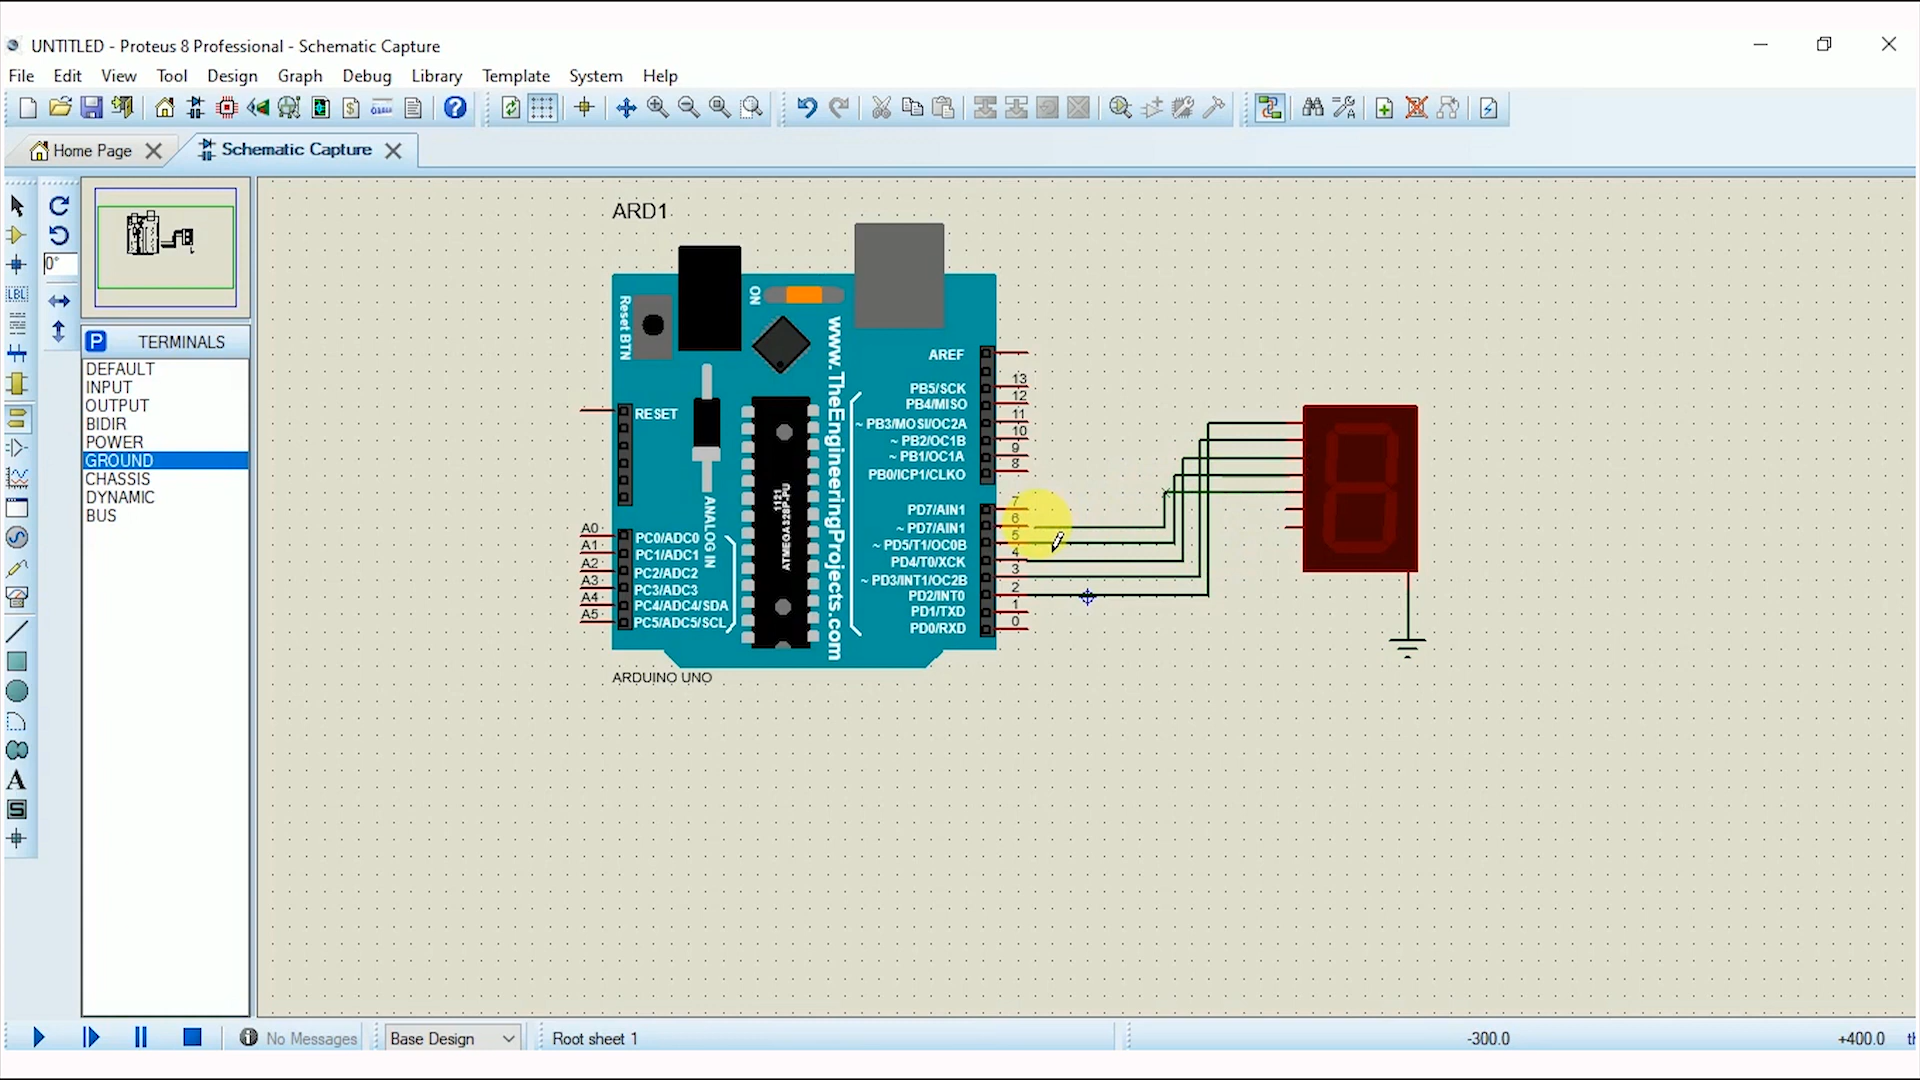 UNTITLED - Proteus 8 Professional - Schematic Capture
File Edit View Tool Design Graph Debug Library Template System Help
Home Page
Schematic Capture
0°
LBL
P TERMINALS
DEFAULT
INPUT
OUTPUT
BIDIR
POWER
GROUND
CHASSIS
DYNAMIC
BUS
A
S
ARD1
Reset BTN
ON
www.TheEngineeringProjects.com
ANALOG IN
ATMEGA328P-PU
1121
RESET
A0 PC0/ADC0
A1 PC1/ADC1
A2 PC2/ADC2
A3 PC3/ADC3
A4 PC4/ADC4/SDA
A5 PC5/ADC5/SCL
AREF
PB5/SCK 13
PB4/MISO 12
~ PB3/MOSI/OC2A 11
~ PB2/OC1B 10
~ PB1/OC1A 9
PB0/ICP1/CLKO 8
PD7/AIN1 7
~ PD7/AIN1 6
~ PD5/T1/OC0B 5
PD4/T0/XCK 4
~ PD3/INT1/OC2B 3
PD2/INT0 2
PD1/TXD 1
PD0/RXD 0
ARDUINO UNO
No Messages
Base Design
Root sheet 1
-300.0
+400.0
th